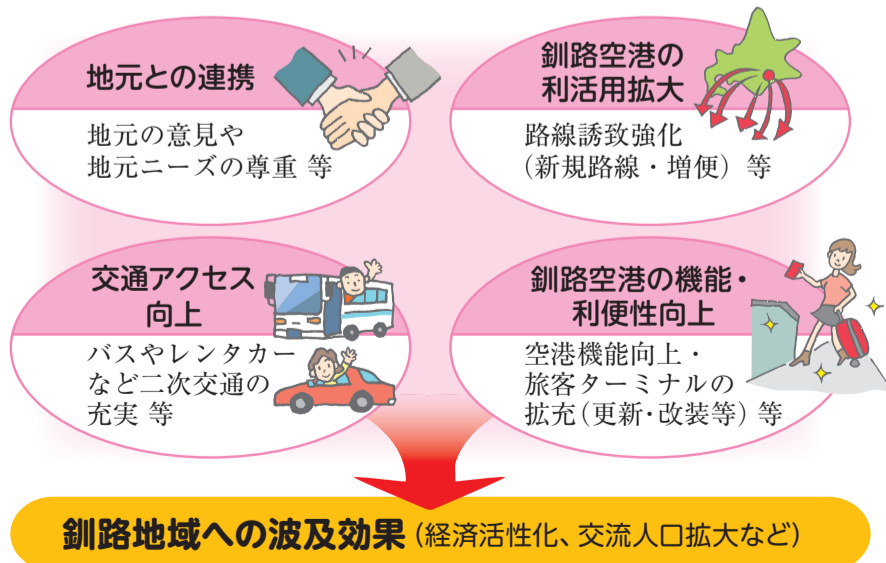 地元との連携
地元の意見や
地元ニーズの尊重 等
釧路空港の
利活用拡大
路線誘致強化
（新規路線・増便）等
交通アクセス
向上
バスやレンタカー
など二次交通の
充実 等
釧路空港の機能・
利便性向上
空港機能向上・
旅客ターミナルの
拡充（更新・改装等）等
釧路地域への波及効果（経済活性化、交流人口拡大など）